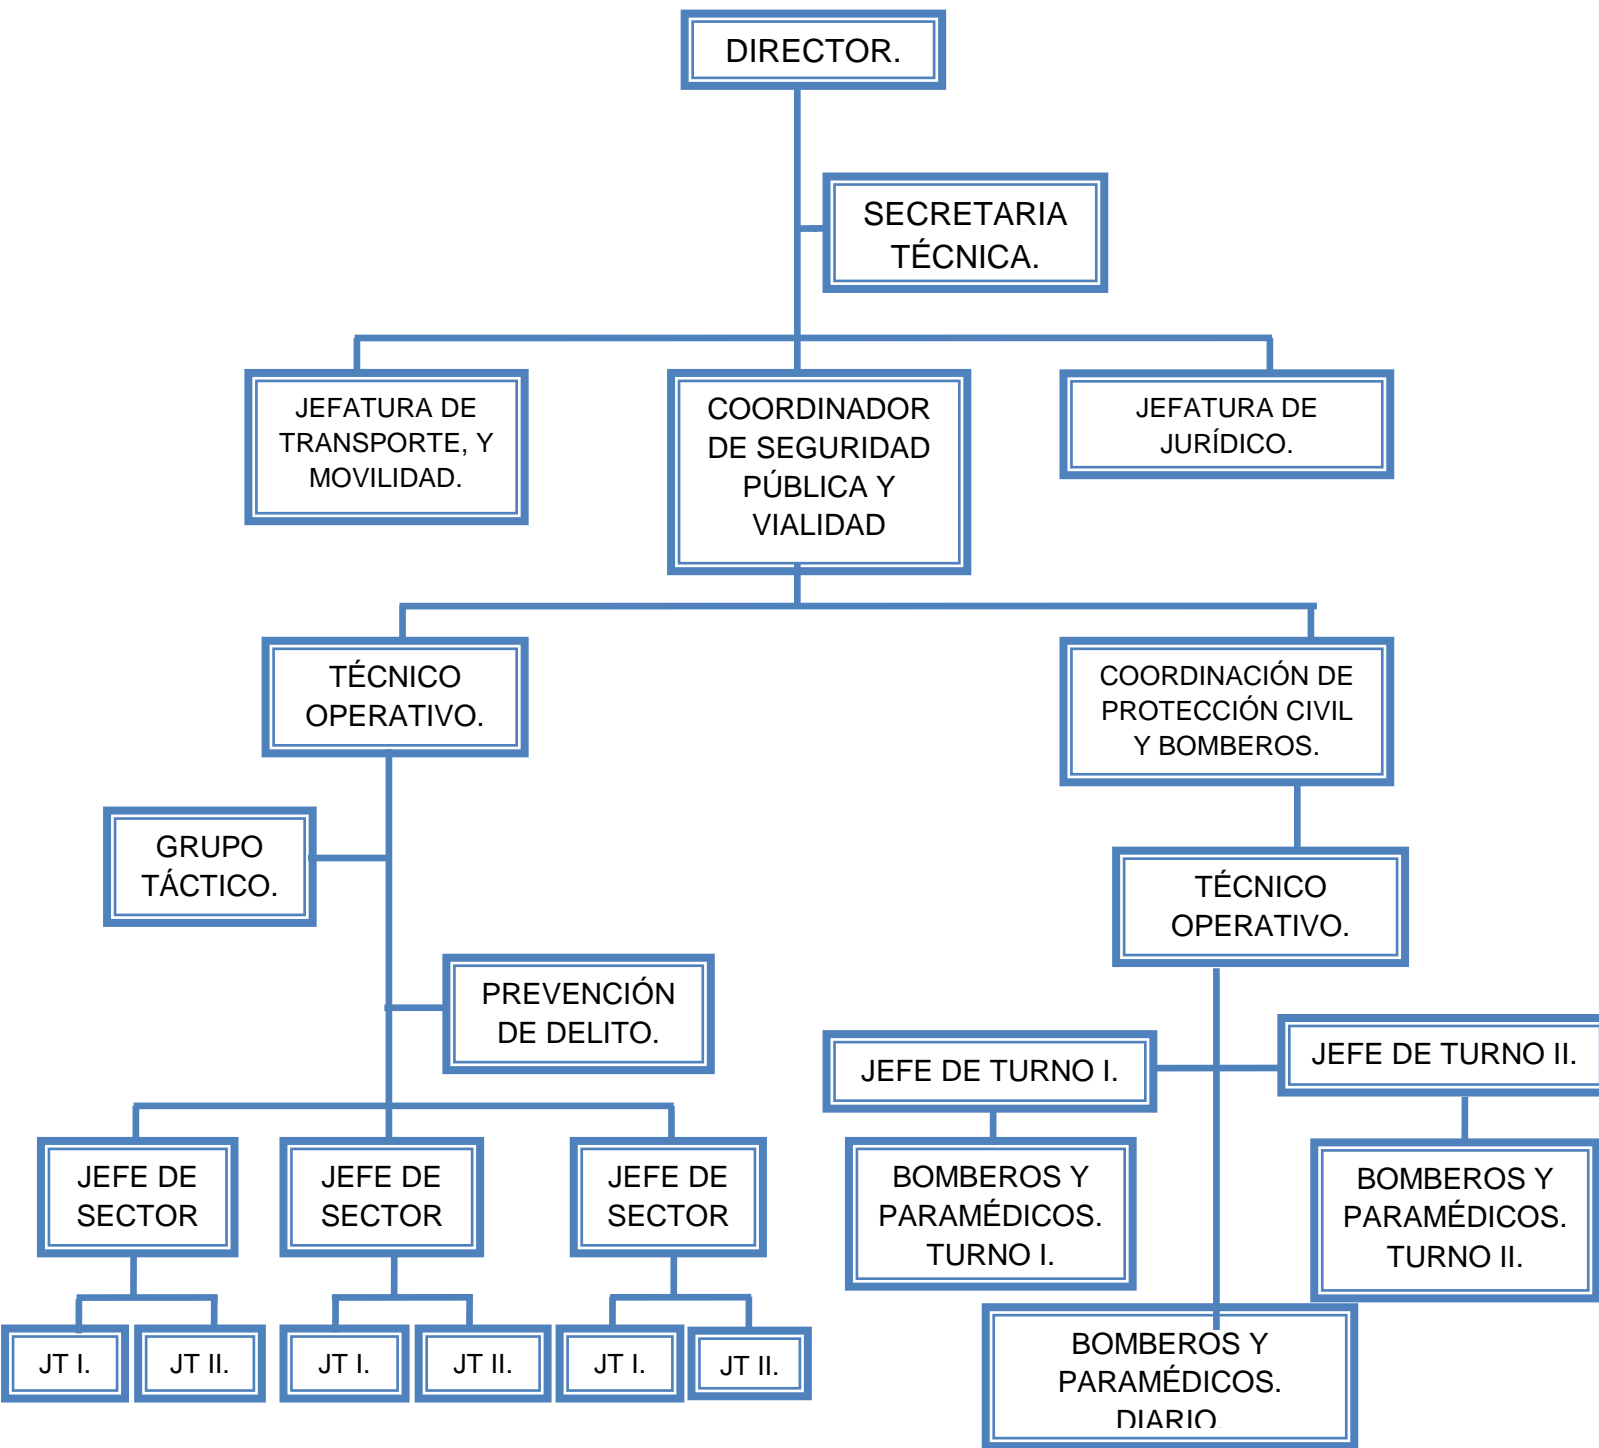 DIRECTOR.
SECRETARIA
TÉCNICA.
JEFATURA DE
TRANSPORTE, Y
MOVILIDAD.
COORDINADOR
DE SEGURIDAD
PÚBLICA Y
VIALIDAD
JEFATURA DE
JURÍDICO.
TÉCNICO
OPERATIVO.
COORDINACIÓN DE
PROTECCIÓN CIVIL
Y BOMBEROS.
GRUPO
TÁCTICO.
TÉCNICO
OPERATIVO.
PREVENCIÓN
DE DELITO.
JEFE DE TURNO I.
JEFE DE TURNO II.
JEFE DE
SECTOR
JEFE DE
SECTOR
JEFE DE
SECTOR
BOMBEROS Y
PARAMÉDICOS.
TURNO I.
BOMBEROS Y
PARAMÉDICOS.
TURNO II.
JT I.
JT II.
JT I.
JT II.
JT I.
JT II.
BOMBEROS Y
PARAMÉDICOS.
DIARIO.